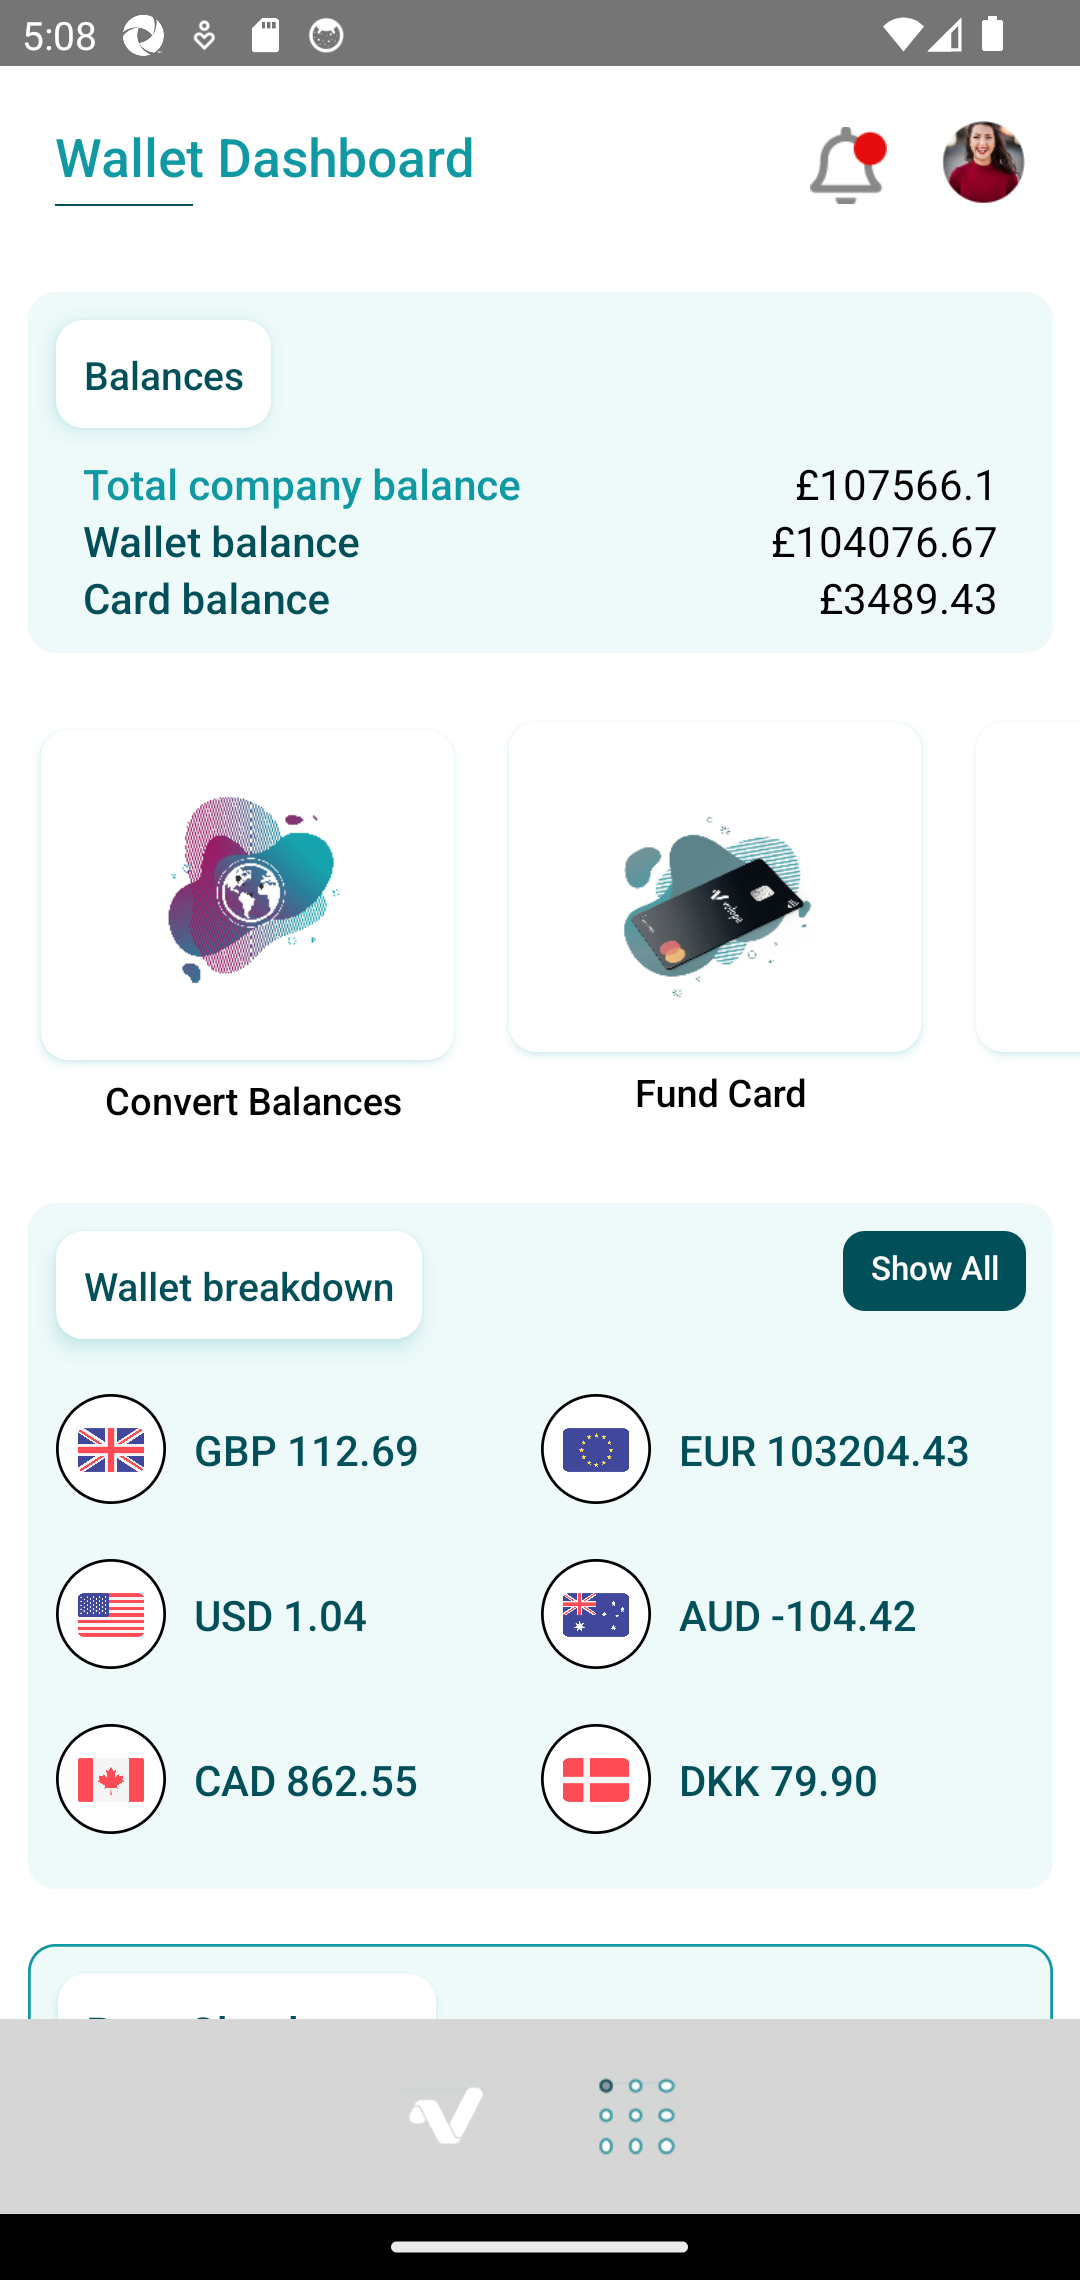 5:08
Wallet Dashboard
Balances
Total company balance £107566.1
Wallet balance £104076.67
Card balance £3489.43
Convert Balances
Fund Card
Wallet breakdown
Show All
GBP 112.69
EUR 103204.43
USD 1.04
AUD -104.42
CAD 862.55
DKK 79.90